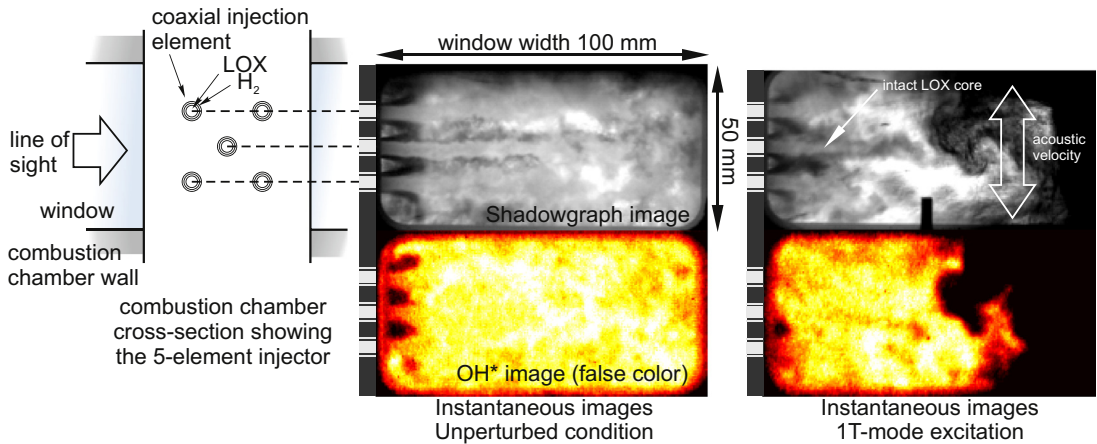 coaxial injection
element
LOX
H2
line of
sight
window
combustion
chamber wall
combustion chamber
cross-section showing
the 5-element injector
window width 100 mm
50 mm
Shadowgraph image
OH* image (false color)
Instantaneous images
Unperturbed condition
intact LOX core
acoustic
velocity
Instantaneous images
1T-mode excitation